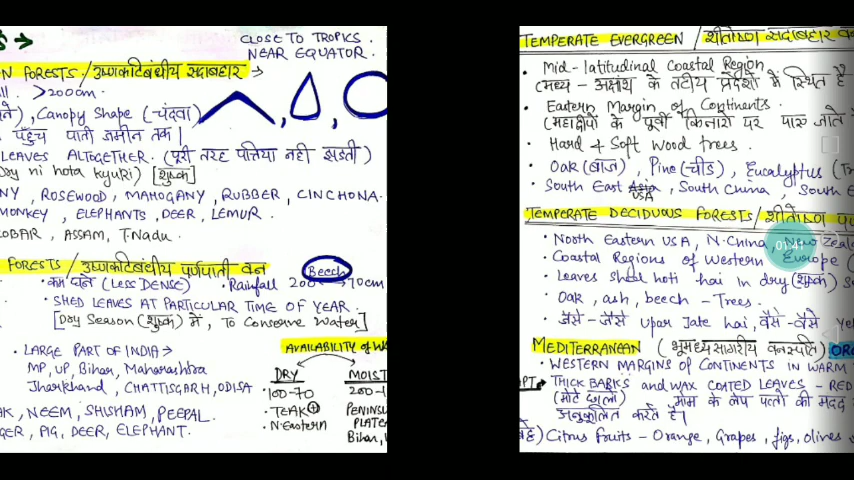 CLOSE TO TROPICS
NEAR EQUATOR.
FORESTS/उष्णकटिबंधीय सदाबहार →
>200cm.
Canopy Shape (-चंदवा)
पहुँच पाती जमीन तक।
LEAVES ALTOGETHER. (पूरी तरह पत्तिया नही झड़ती)
ni hota kyuri) [शुष्क]
ROSEWOOD, MAHOGANY, RUBBER, CINCHONA
MONKEY, ELEPHANTS, DEER, LEMUR.
ASSAM, T.Nadu.
FORESTS/उष्णकटिबंधीय पूर्णपाती वन
Beech
(LESS DENSE) • Rainfall 200 → 70cm
• SHED LEAVES AT PARTICULAR TIME OF YEAR.
[Dry Season (शुष्क) में, To Conserve Water]
• LARGE PART OF INDIA →
MP, UP, Bihar, Maharashtra
Jharkhand, CHATTISGARH, ODISA
NEEM, SHISHAM, PEEPAL.
PIG, DEER, ELEPHANT.
AVAILABILITY OF
DRY
• 100-70
• TEAK
• N-Eastern
MOIST
200-1
PENINSU
PLATE
Bihar,
TEMPERATE EVERGREEN/शीतोष्ण सदाबहार वन
• Mid-latitudinal Coastal Region
(मध्य-अक्षांश के तटीय प्रदेशों में स्थित है
• Eastern Margin of Continents.
(महाद्वीपों के पूर्वी किनारों पर पाए जाते
• Hard & Soft Wood trees.
• Oak (बांज), Pine (चीड़), Eucalyptus
• South East USA, South China, South E
TEMPERATE DECIDUOUS FORESTS/शीतोष्ण
• North Eastern USA, N.China, New Zeal
• Coastal Regions of Western Europe
• Leaves shed hoti hai in dry (शुष्क)
• Oak, ash, beech - Trees.
• जैसे-जैसे Upar Jate hai, वैसे-वैसे
MEDITERRANEAN (भूमध्यसागरीय वनस्पति)
• WESTERN MARGINS OF CONTINENTS IN WARM
THICK BARKS and WAX COATED LEAVES - RED
(मोटे छालो) मोम के लेप पत्तो की मदद
अनुकूलित करते है।
Citrus Fruits - Orange, Grapes, figs, olives
01:41